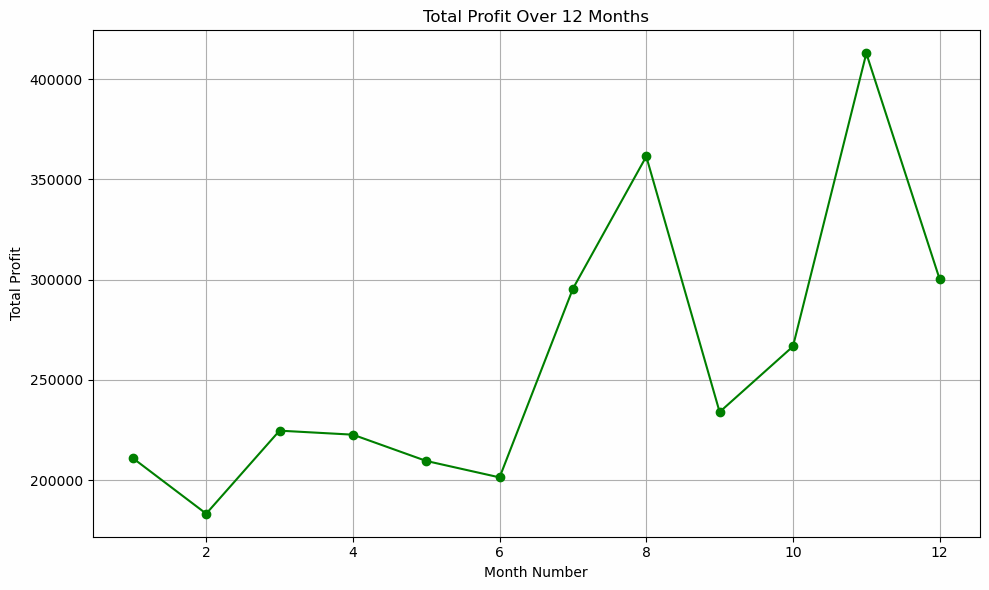 Total Profit Over 12 Months
Total Profit
400000
350000
300000
250000
200000
2 4 6 8 10 12
Month Number